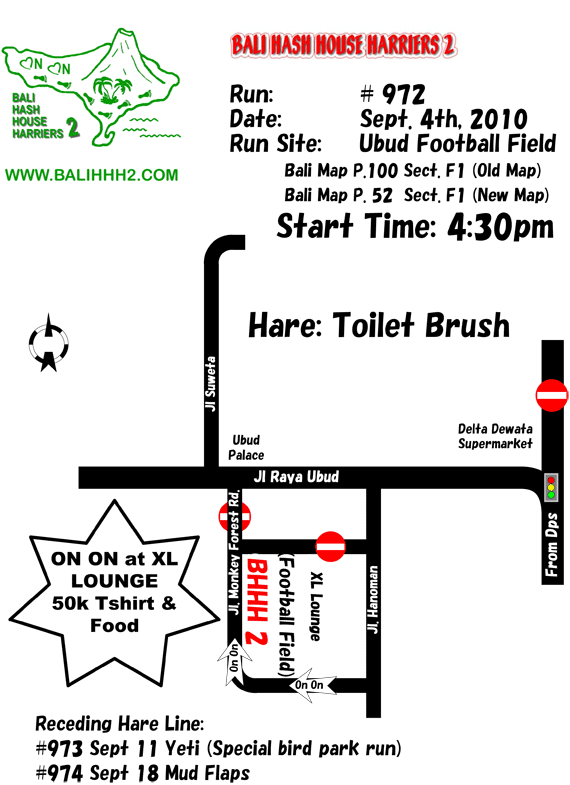 ON ON
BALI
HASH
HOUSE
HARRIERS 2
WWW.BALIHHH2.COM
BALI HASH HOUSE HARRIERS 2
Run: # 972
Date: Sept. 4th, 2010
Run Site: Ubud Football Field
Bali Map P.100 Sect. F1 (Old Map)
Bali Map P. 52 Sect. F1 (New Map)
Start Time: 4:30pm
Hare: Toilet Brush
Jl Suweta
Ubud
Palace
Delta Dewata
Supermarket
Jl Raya Ubud
From Dps
Jl. Monkey Forest Rd.
BHHH 2
(Football Field)
XL Lounge
Jl. Hanoman
On On
On On
ON ON at XL
LOUNGE
50k Tshirt &
Food
Receding Hare Line:
#973 Sept 11 Yeti (Special bird park run)
#974 Sept 18 Mud Flaps